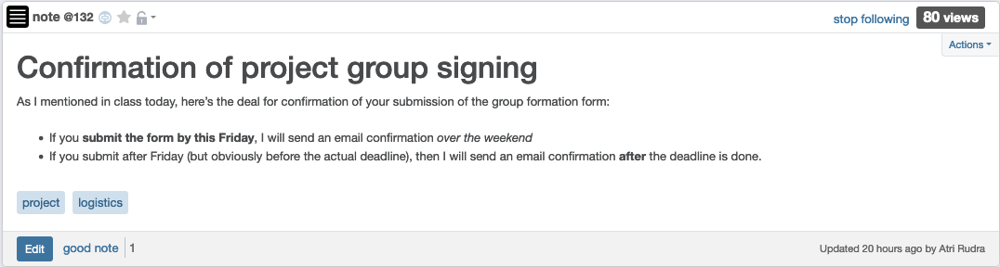 note @132
stop following
80 views
Actions
Confirmation of project group signing
As I mentioned in class today, here's the deal for confirmation of your submission of the group formation form:
• If you submit the form by this Friday, I will send an email confirmation over the weekend
• If you submit after Friday (but obviously before the actual deadline), then I will send an email confirmation after the deadline is done.
project logistics
Edit good note 1
Updated 20 hours ago by Atri Rudra